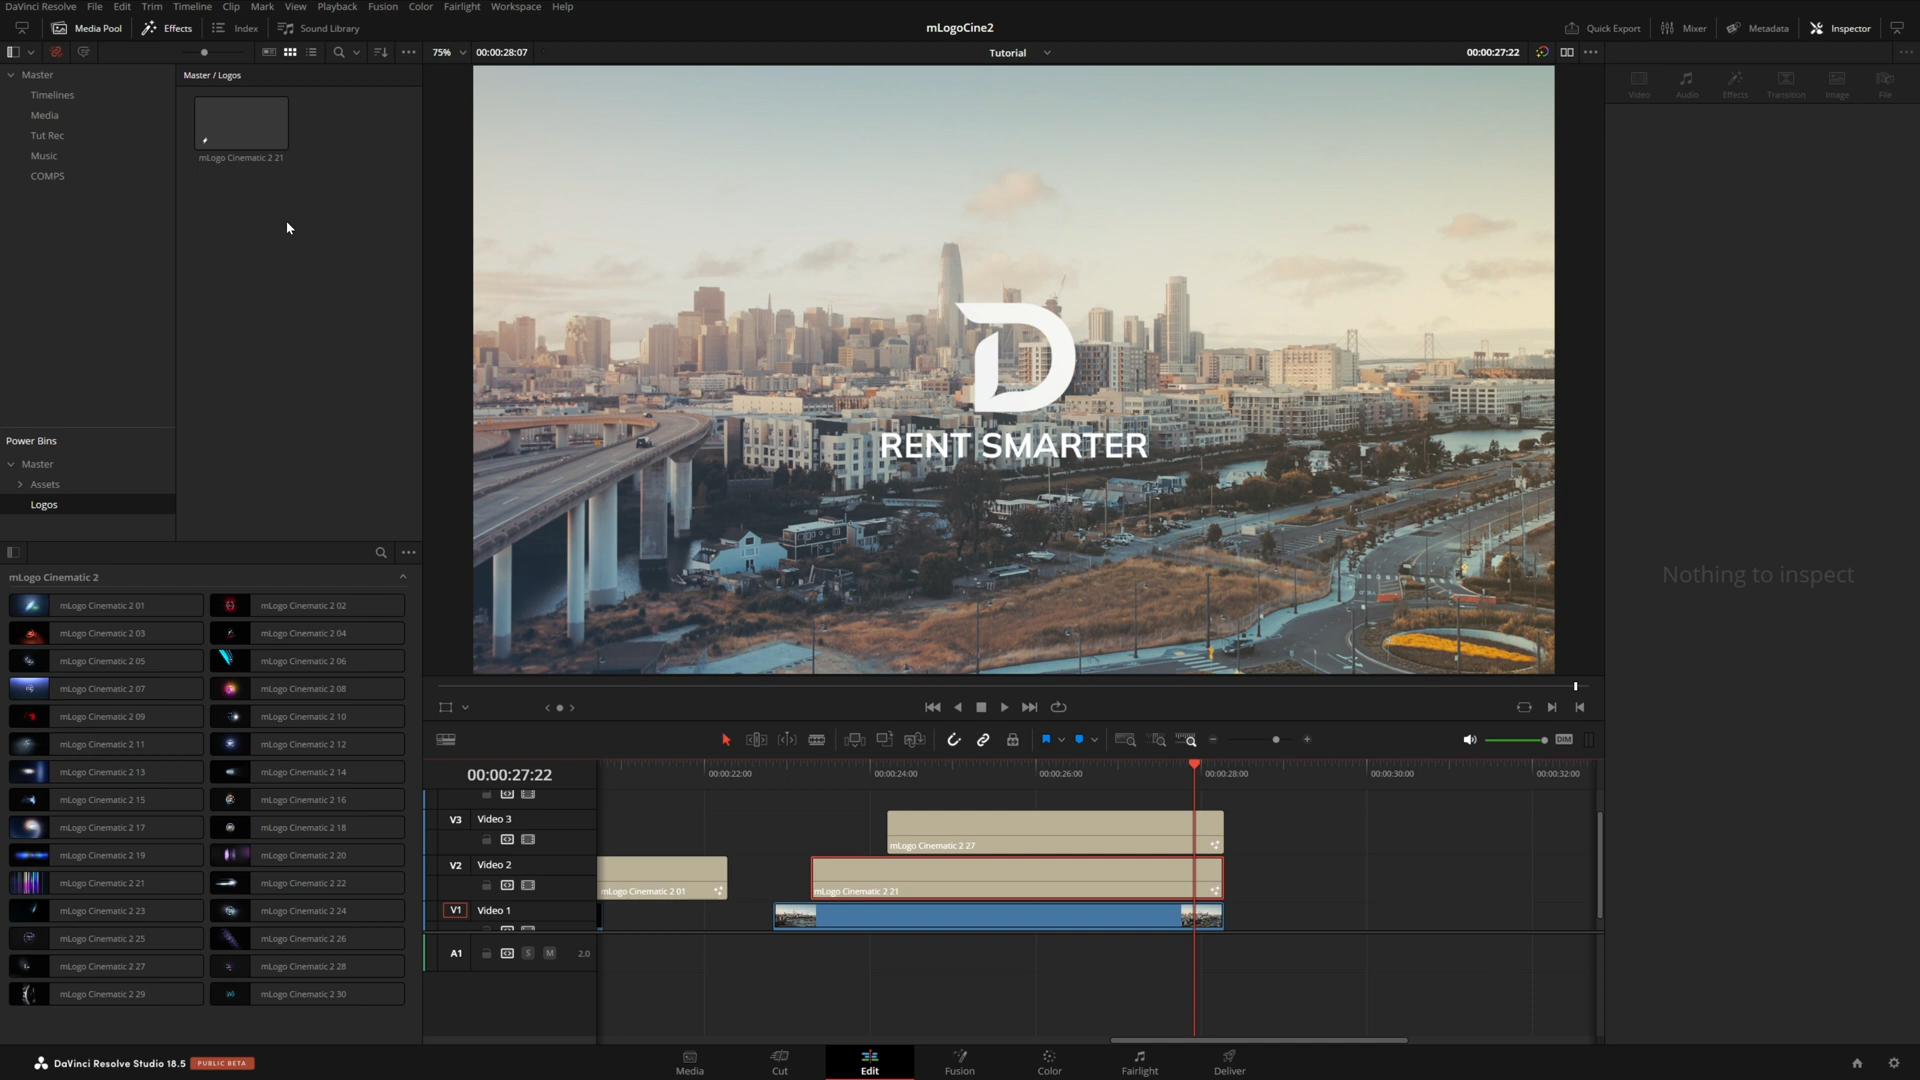 DaVinci Resolve File Edit Trim Timeline Clip Mark View Playback Fusion Color Fairlight Workspace Help
Media Pool Effects Index Sound Library mLogoCine2 Quick Export Mixer Metadata Inspector
75% 00:00:28:07 Tutorial 00:00:27:22
Master
Master / Logos
Video Audio Effects Transition Image File
Timelines
Media
Tut Rec
Music
COMPS
mLogo Cinematic 2 21
RENT SMARTER
Power Bins
Master
Assets
Logos
Nothing to inspect
mLogo Cinematic 2
mLogo Cinematic 2 01 mLogo Cinematic 2 02
mLogo Cinematic 2 03 mLogo Cinematic 2 04
mLogo Cinematic 2 05 mLogo Cinematic 2 06
mLogo Cinematic 2 07 mLogo Cinematic 2 08
mLogo Cinematic 2 09 mLogo Cinematic 2 10
mLogo Cinematic 2 11 mLogo Cinematic 2 12
mLogo Cinematic 2 13 mLogo Cinematic 2 14
mLogo Cinematic 2 15 mLogo Cinematic 2 16
mLogo Cinematic 2 17 mLogo Cinematic 2 18
mLogo Cinematic 2 19 mLogo Cinematic 2 20
mLogo Cinematic 2 21 mLogo Cinematic 2 22
mLogo Cinematic 2 23 mLogo Cinematic 2 24
mLogo Cinematic 2 25 mLogo Cinematic 2 26
mLogo Cinematic 2 27 mLogo Cinematic 2 28
mLogo Cinematic 2 29 mLogo Cinematic 2 30
DIM
00:00:27:22 00:00:22:00 00:00:24:00 00:00:26:00 00:00:28:00 00:00:30:00 00:00:32:00
V3 Video 3
mLogo Cinematic 2 27
V2 Video 2
mLogo Cinematic 2 01 mLogo Cinematic 2 21
V1 Video 1
A1 S M 2.0
DaVinci Resolve Studio 18.5 PUBLIC BETA
Media Cut Edit Fusion Color Fairlight Deliver